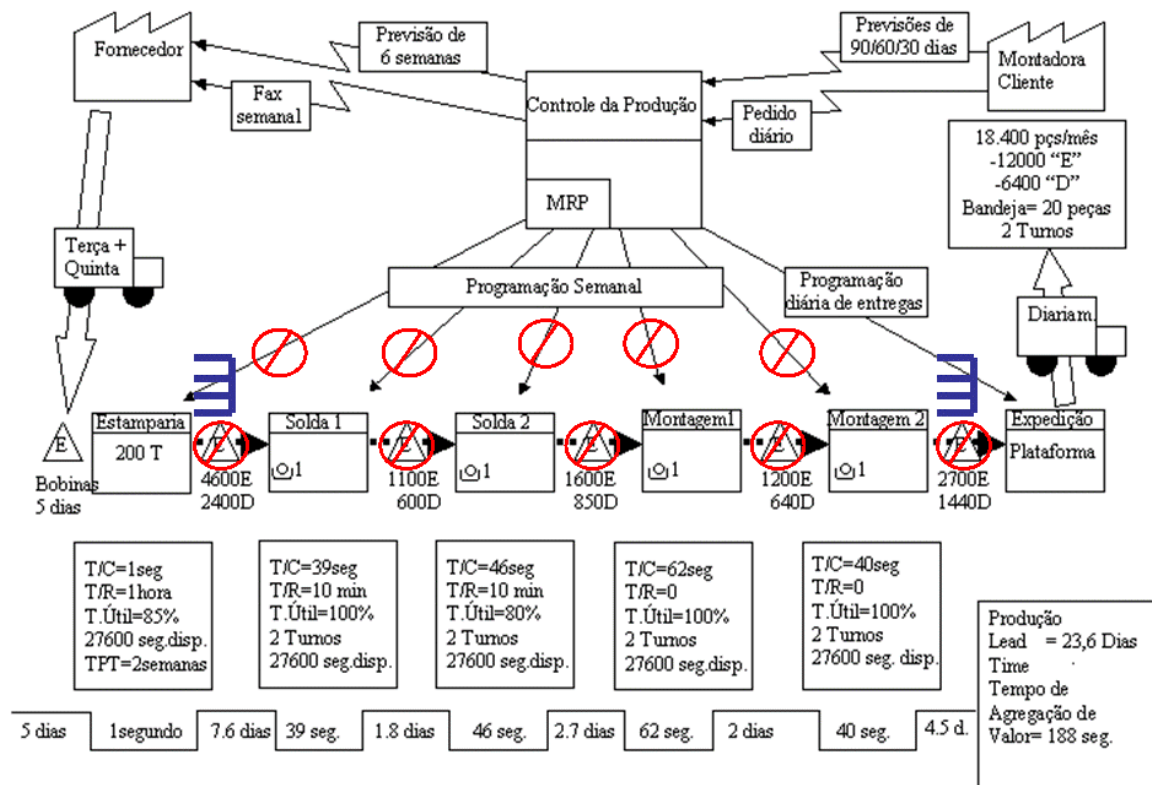 Fornecedor
Previsão de
6 semanas
Fax
semanal
Controle da Produção
MRP
Previsões de
90/60/30 dias
Pedido
diário
Montadora
Cliente
18.400 pçs/mês
-12000 “E”
-6400 “D”
Bandeja= 20 peças
2 Turnos
Terça +
Quinta
Programação Semanal
Programação
diária de entregas
Diariam.
E
Bobinas
5 dias
Estamparia
200 T
E
4600E
2400D
Solda 1
1
E
1100E
600D
Solda 2
1
E
1600E
850D
Montagem1
1
E
1200E
640D
Montagem 2
1
E
2700E
1440D
Expedição
Plataforma
T/C=1seg
T/R=1hora
T.Útil=85%
27600 seg.disp.
TPT=2semanas
T/C=39seg
T/R=10 min
T.Útil=100%
2 Turnos
27600 seg.disp.
T/C=46seg
T/R=10 min
T.Útil=80%
2 Turnos
27600 seg.disp.
T/C=62seg
T/R=0
T.Útil=100%
2 Turnos
27600 seg.disp.
T/C=40seg
T/R=0
T.Útil=100%
2 Turnos
27600 seg. disp.
Produção
Lead = 23,6 Dias
Time
Tempo de
Agregação de
Valor= 188 seg.
5 dias
1segundo
7.6 dias
39 seg.
1.8 dias
46 seg.
2.7 dias
62 seg.
2 dias
40 seg.
4.5 d.